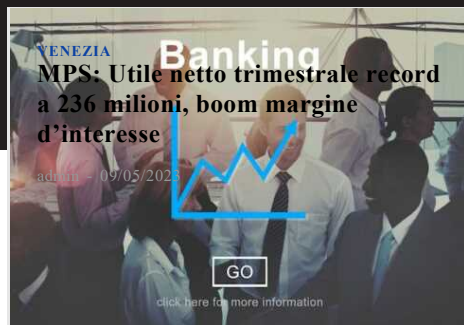 Banking
VENEZIA
MPS: Utile netto trimestrale record
a 236 milioni, boom margine
d’interesse
admin - 09/05/2023
GO
click here for more information